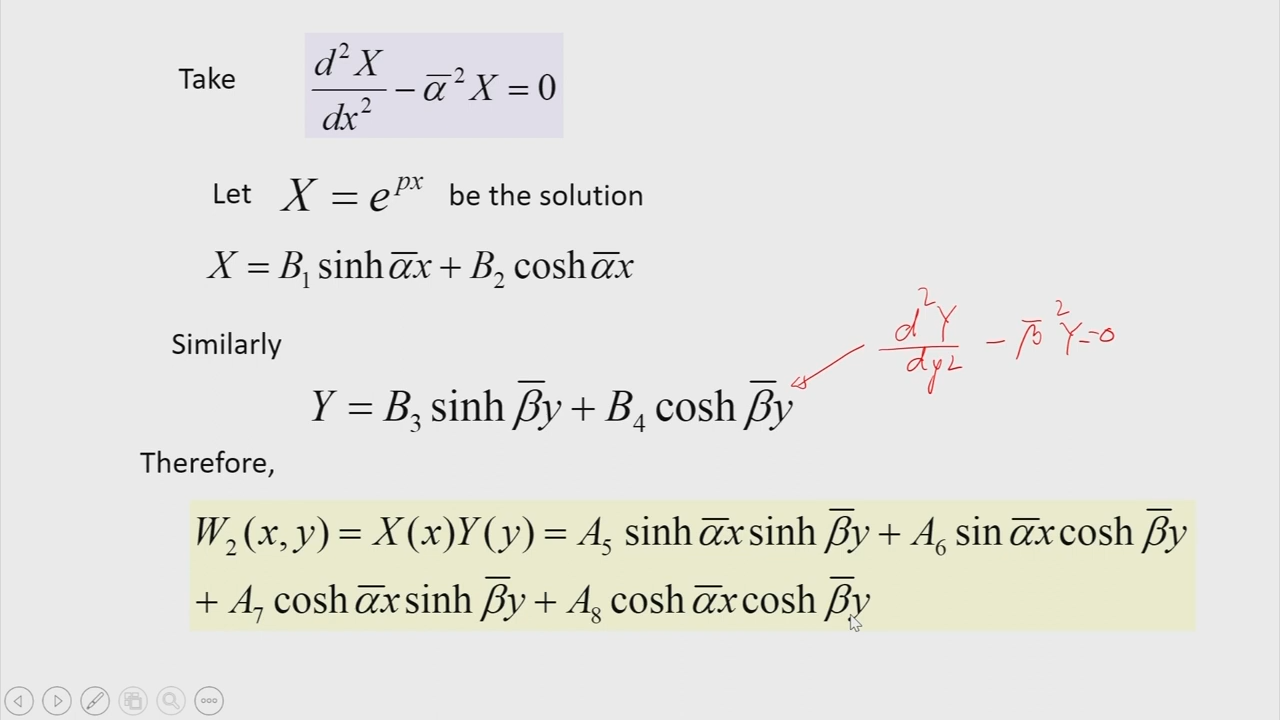 Take d²X/dx² − ᾱ²X = 0
Let X = e^{px} be the solution
X = B₁ sinh ᾱx + B₂ cosh ᾱx
d²Y/dy² − β̄²Y=0
Similarly
Y = B₃ sinh β̄y + B₄ cosh β̄y
Therefore,
W₂(x, y) = X(x)Y(y) = A₅ sinh ᾱx sinh β̄y + A₆ sin ᾱx cosh β̄y
+ A₇ cosh ᾱx sinh β̄y + A₈ cosh ᾱx cosh β̄y